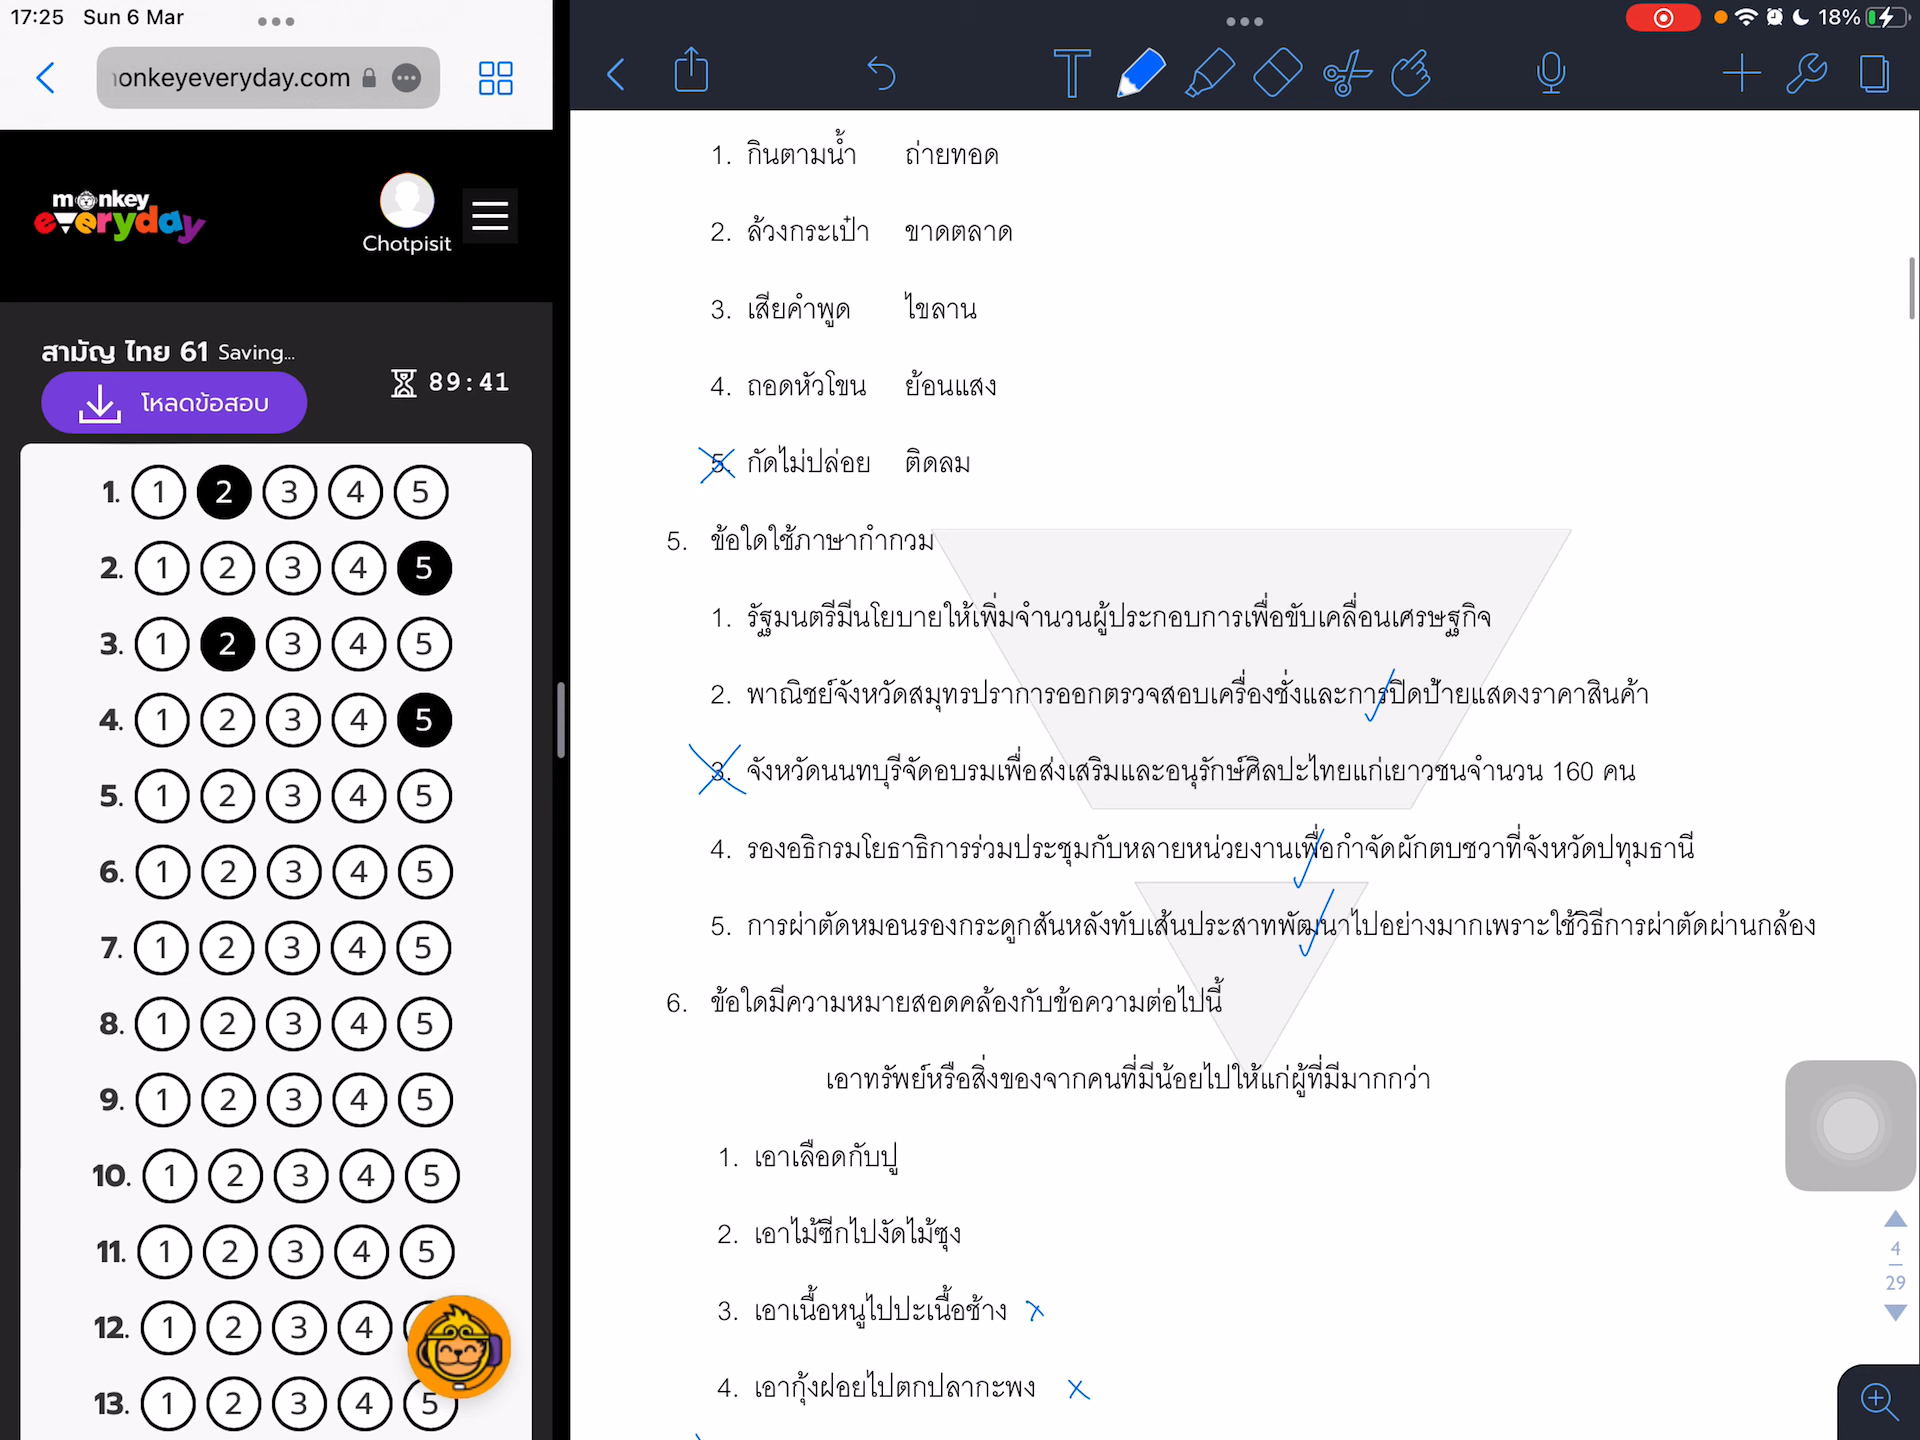 17:25 Sun 6 Mar
18%
onkeyeveryday.com
monkey
everyday
Chotpisit
สามัญ ไทย 61 Saving...
โหลดข้อสอบ
89:41
1. 1 2 3 4 5
2. 1 2 3 4 5
3. 1 2 3 4 5
4. 1 2 3 4 5
5. 1 2 3 4 5
6. 1 2 3 4 5
7. 1 2 3 4 5
8. 1 2 3 4 5
9. 1 2 3 4 5
10. 1 2 3 4 5
11. 1 2 3 4 5
12. 1 2 3 4
13. 1 2 3 4 5
1. กินตามน้ำ ถ่ายทอด
2. ล้วงกระเป๋า ขาดตลาด
3. เสียคำพูด ไขลาน
4. ถอดหัวโขน ย้อนแสง
5. กัดไม่ปล่อย ติดลม
5. ข้อใดใช้ภาษากำกวม
1. รัฐมนตรีมีนโยบายให้เพิ่มจำนวนผู้ประกอบการเพื่อขับเคลื่อนเศรษฐกิจ
2. พาณิชย์จังหวัดสมุทรปราการออกตรวจสอบเครื่องชั่งและการปิดป้ายแสดงราคาสินค้า
3. จังหวัดนนทบุรีจัดอบรมเพื่อส่งเสริมและอนุรักษ์ศิลปะไทยแก่เยาวชนจำนวน 160 คน
4. รองอธิกรมโยธาธิการร่วมประชุมกับหลายหน่วยงานเพื่อกำจัดผักตบชวาที่จังหวัดปทุมธานี
5. การผ่าตัดหมอนรองกระดูกสันหลังทับเส้นประสาทพัฒนาไปอย่างมากเพราะใช้วิธีการผ่าตัดผ่านกล้อง
6. ข้อใดมีความหมายสอดคล้องกับข้อความต่อไปนี้
เอาทรัพย์หรือสิ่งของจากคนที่มีน้อยไปให้แก่ผู้ที่มีมากกว่า
1. เอาเลือดกับปู
2. เอาไม้ซีกไปงัดไม้ซุง
3. เอาเนื้อหนูไปปะเนื้อช้าง
4. เอากุ้งฝอยไปตกปลากะพง
4
29